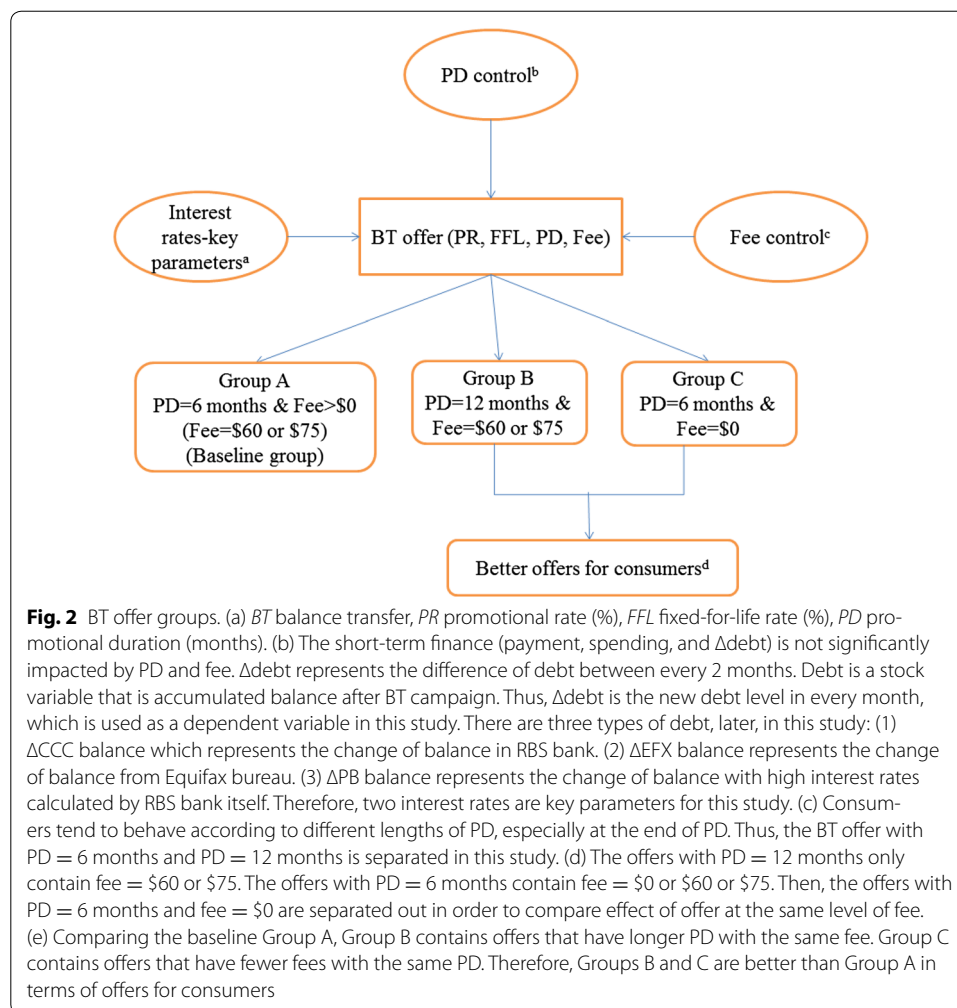 PD control^b
Interest
rates-key
parameters^a
BT offer (PR, FFL, PD, Fee)
Fee control^c
Group A
PD=6 months & Fee>$0
(Fee=$60 or $75)
(Baseline group)
Group B
PD=12 months &
Fee=$60 or $75
Group C
PD=6 months &
Fee=$0
Better offers for consumers^d
Fig. 2 BT offer groups. (a) BT balance transfer, PR promotional rate (%), FFL fixed-for-life rate (%), PD pro-
motional duration (months). (b) The short-term finance (payment, spending, and Δdebt) is not significantly
impacted by PD and fee. Δdebt represents the difference of debt between every 2 months. Debt is a stock
variable that is accumulated balance after BT campaign. Thus, Δdebt is the new debt level in every month,
which is used as a dependent variable in this study. There are three types of debt, later, in this study: (1)
ΔCCC balance which represents the change of balance in RBS bank. (2) ΔEFX balance represents the change
of balance from Equifax bureau. (3) ΔPB balance represents the change of balance with high interest rates
calculated by RBS bank itself. Therefore, two interest rates are key parameters for this study. (c) Consum-
ers tend to behave according to different lengths of PD, especially at the end of PD. Thus, the BT offer with
PD = 6 months and PD = 12 months is separated in this study. (d) The offers with PD = 12 months only
contain fee = $60 or $75. The offers with PD = 6 months contain fee = $0 or $60 or $75. Then, the offers with
PD = 6 months and fee = $0 are separated out in order to compare effect of offer at the same level of fee.
(e) Comparing the baseline Group A, Group B contains offers that have longer PD with the same fee. Group C
contains offers that have fewer fees with the same PD. Therefore, Groups B and C are better than Group A in
terms of offers for consumers